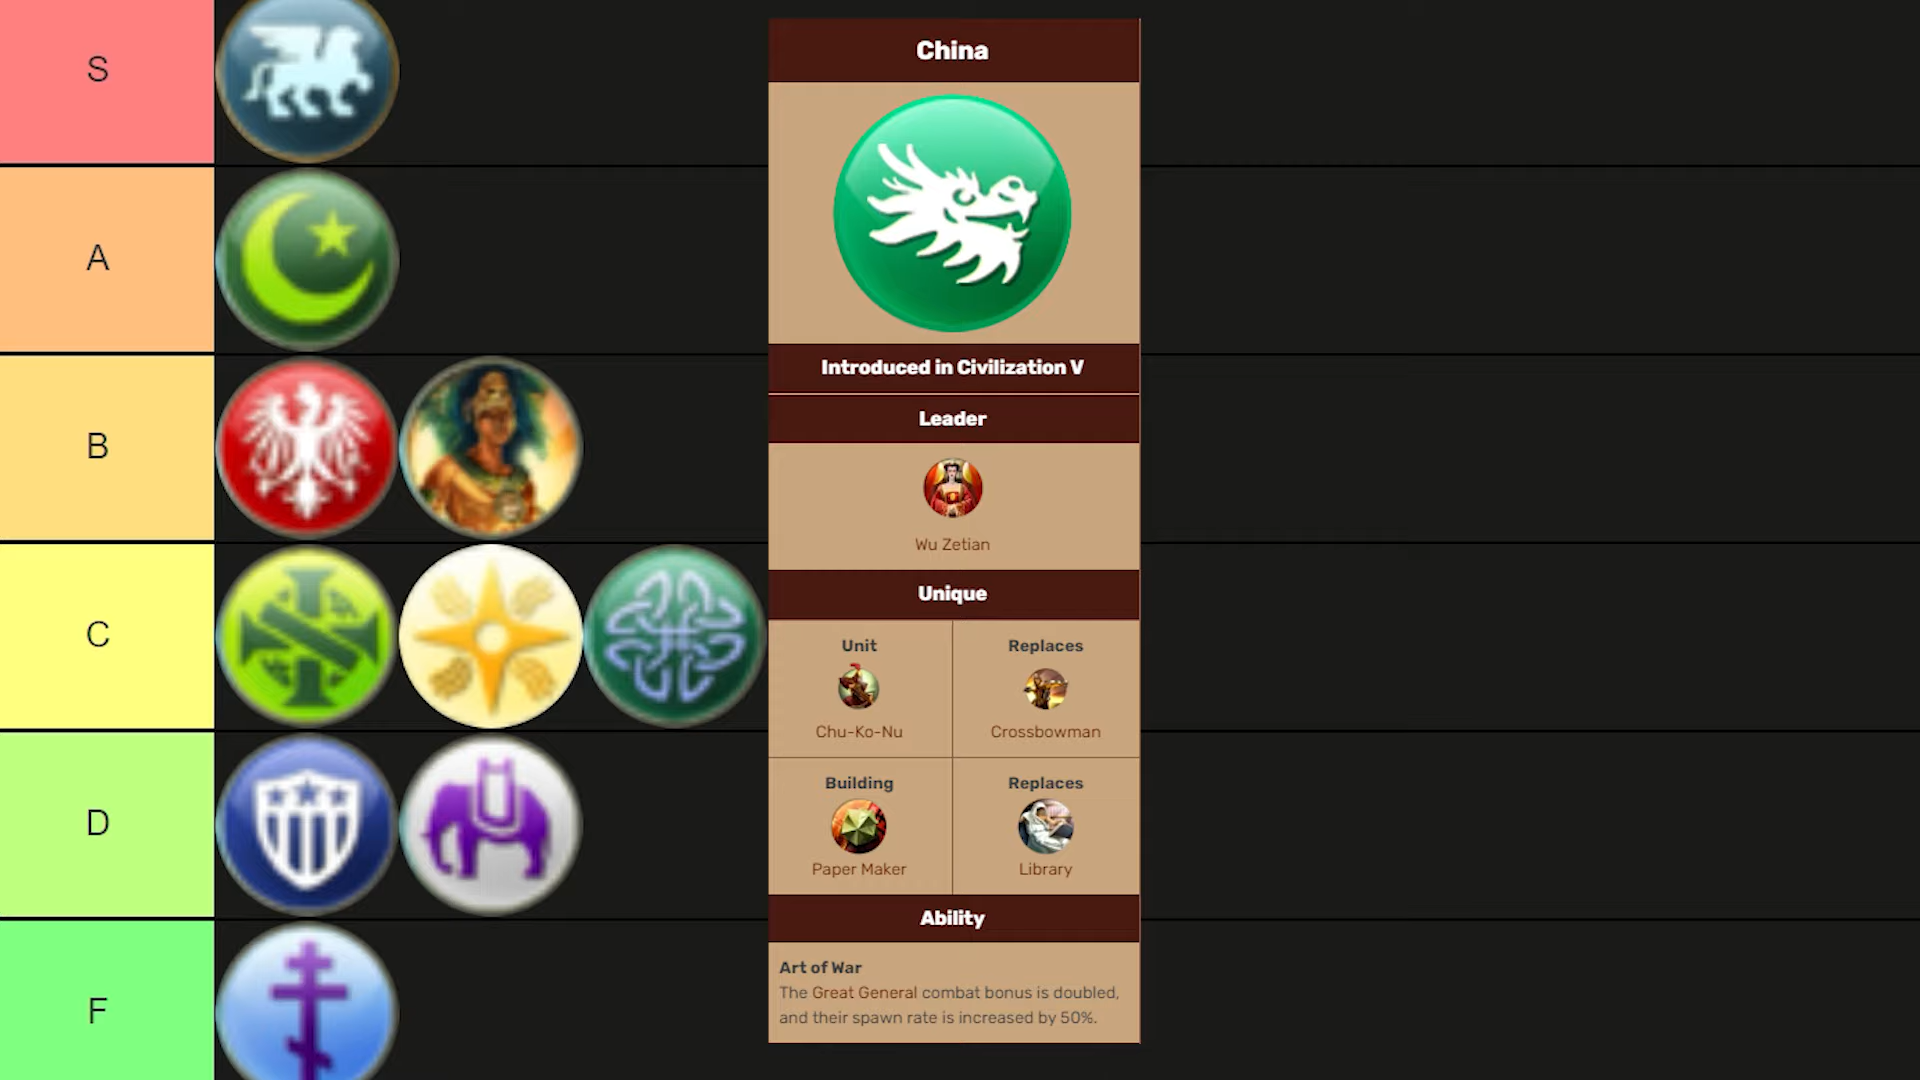 S
A
B
C
D
F
China
Introduced in Civilization V
Leader
Wu Zetian
Unique
Unit
Replaces
Chu-Ko-Nu
Crossbowman
Building
Replaces
Paper Maker
Library
Ability
Art of War
The Great General combat bonus is doubled,
and their spawn rate is increased by 50%.